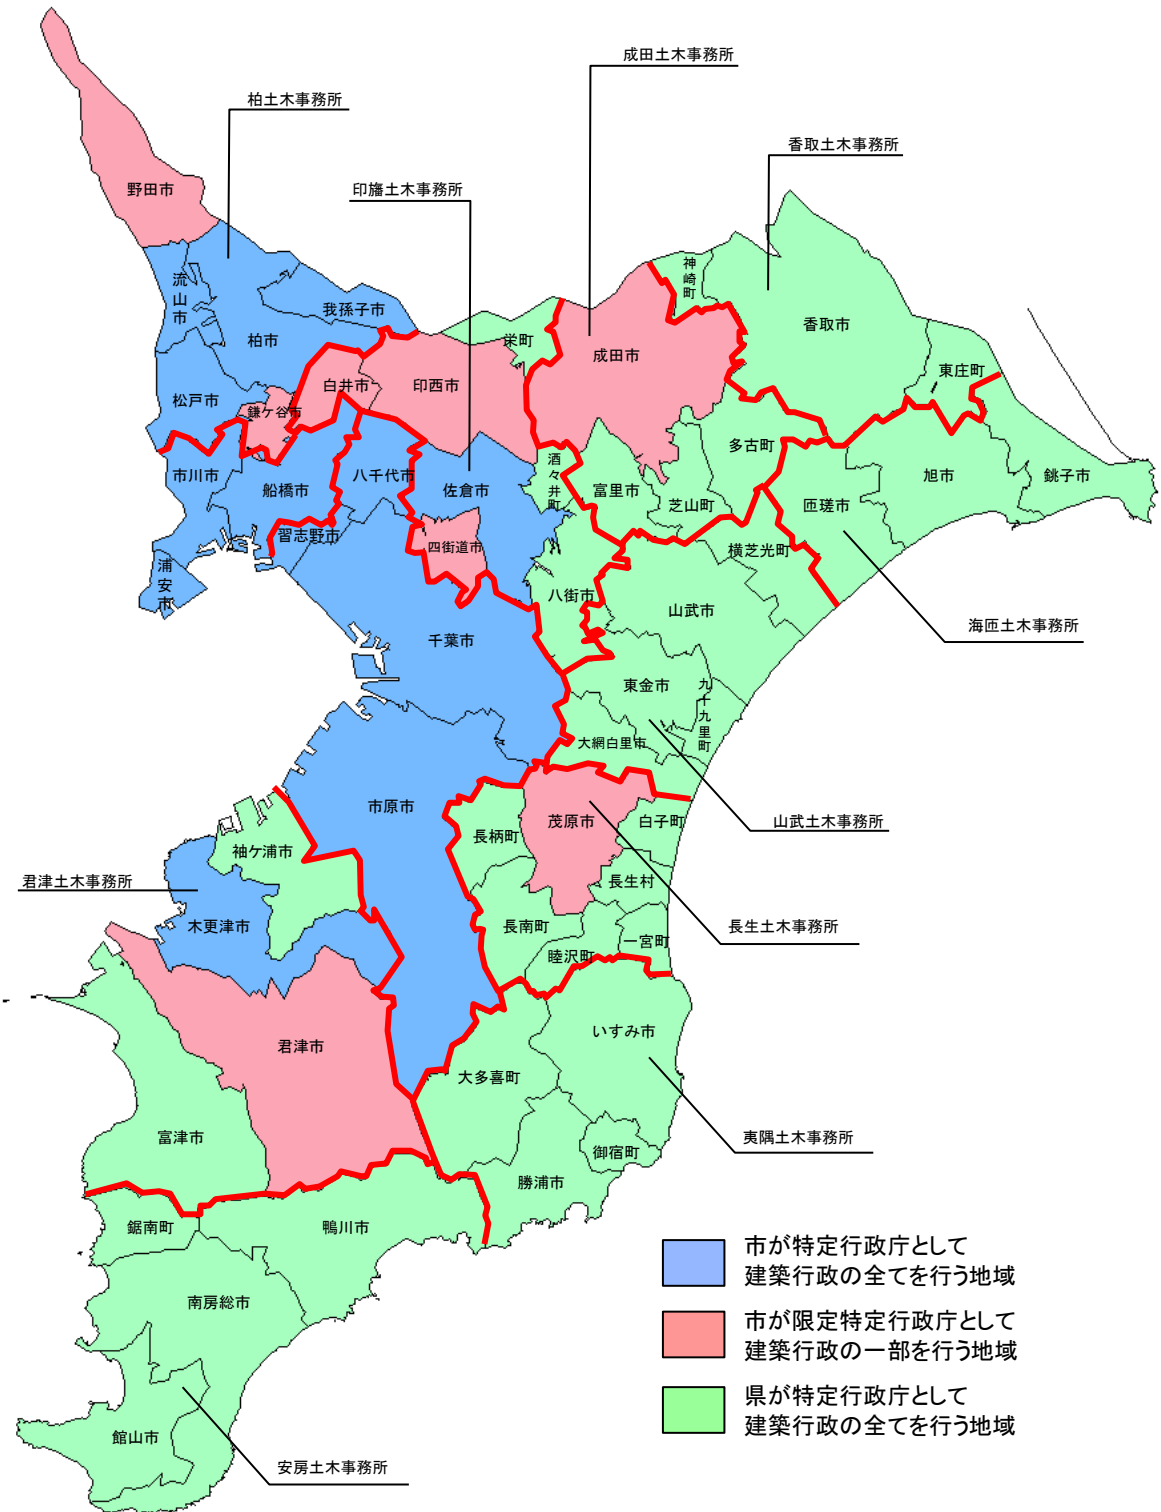 成田土木事務所
柏土木事務所
香取土木事務所
印旛土木事務所
野田市
流山市
我孫子市
柏市
神崎町
香取市
栄町
成田市
東庄町
松戸市
白井市
印西市
鎌ケ谷市
多古町
市川市
船橋市
八千代市
佐倉市
酒々井町
富里市
芝山町
匝瑳市
旭市
銚子市
習志野市
四街道市
横芝光町
浦安市
八街市
山武市
海匝土木事務所
千葉市
東金市
九十九里町
大網白里市
市原市
長柄町
茂原市
白子町
山武土木事務所
袖ケ浦市
君津土木事務所
長生村
木更津市
長南町
長生土木事務所
睦沢町
一宮町
いすみ市
君津市
大多喜町
富津市
夷隅土木事務所
御宿町
勝浦市
鋸南町
鴨川市
市が特定行政庁として
建築行政の全てを行う地域
南房総市
市が限定特定行政庁として
建築行政の一部を行う地域
県が特定行政庁として
建築行政の全てを行う地域
館山市
安房土木事務所